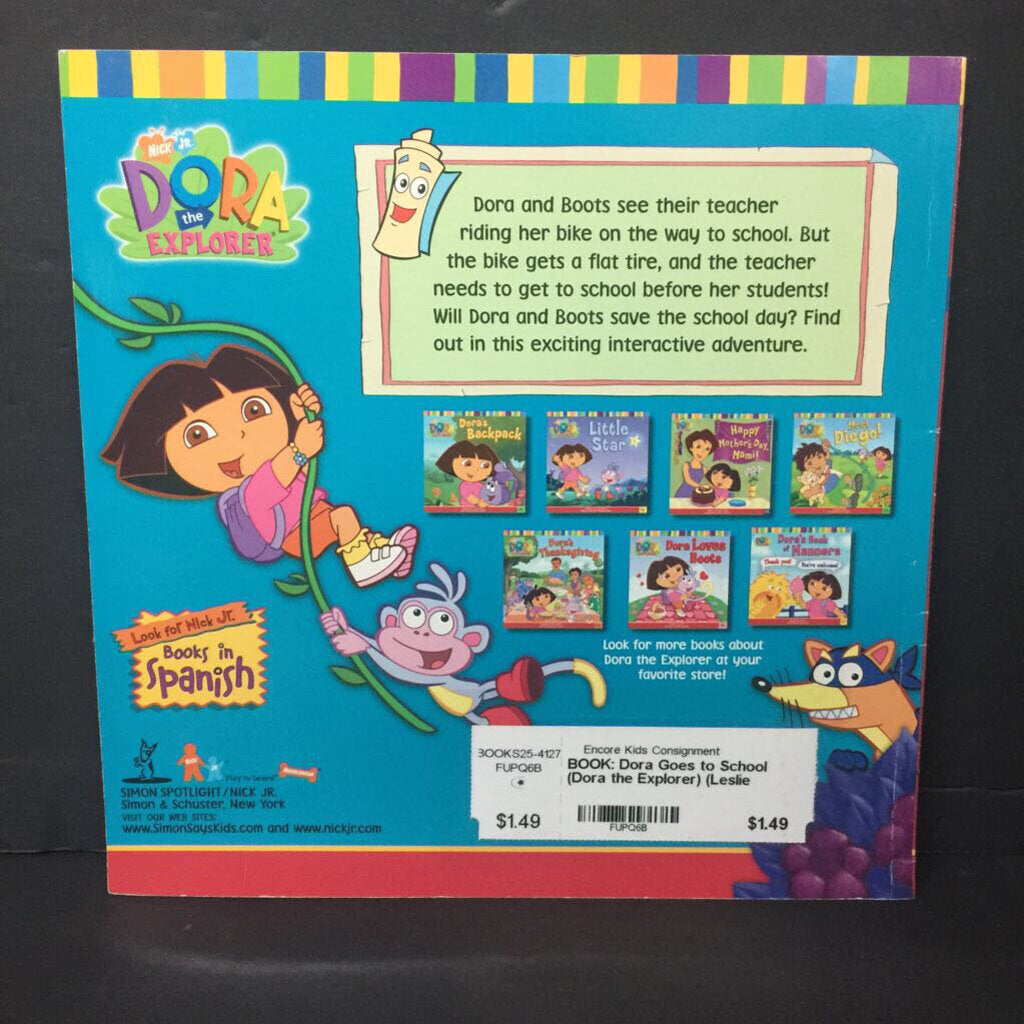 NICK JR.
DORA
the
EXPLORER
Dora and Boots see their teacher
riding her bike on the way to school. But
the bike gets a flat tire, and the teacher
needs to get to school before her students!
Will Dora and Boots save the school day? Find
out in this exciting interactive adventure.
Dora's
Backpack
Little
Star
Happy
Mother's Day,
Mami!
Meet
Diego!
Dora's
Thanksgiving
Dora Loves
Boots
Dora's Book
of Manners
Thank you!
You're welcome!
Look for more books about
Dora the Explorer at your
favorite store!
Look for Nick Jr.
Books in
Spanish
NICK JR.
Play to Learn
NICKELODEON
SIMON SPOTLIGHT/NICK JR.
Simon & Schuster, New York
VISIT OUR WEB SITES:
www.SimonSaysKids.com and www.nickjr.com
BOOKS25-4127
FUPQ6B
$1.49
Encore Kids Consignment
BOOK: Dora Goes to School
(Dora the Explorer) (Leslie
FUPQ6B
$1.49